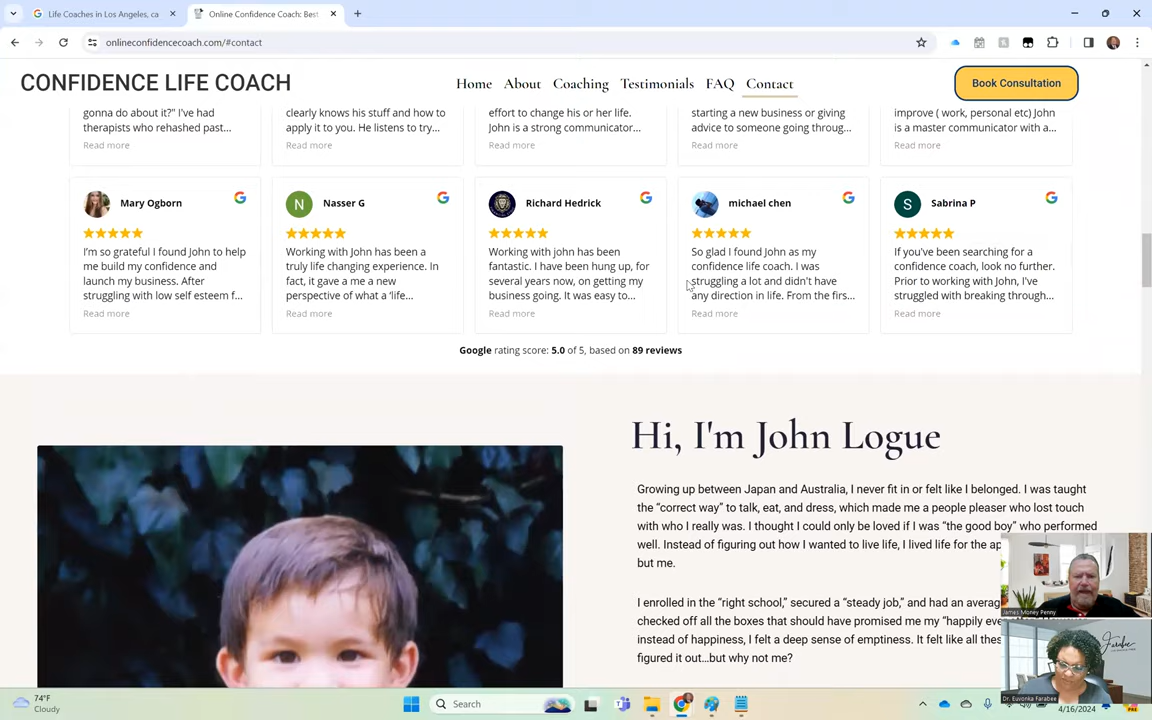 Life Coaches in Los Angeles, ca
Online Confidence Coach: Best
onlineconfidencecoach.com/#contact
CONFIDENCE LIFE COACH
Home About Coaching Testimonials FAQ Contact
Book Consultation
gonna do about it?" I've had
therapists who rehashed past...
Read more
clearly knows his stuff and how to
apply it to you. He listens to try...
Read more
effort to change his or her life.
John is a strong communicator...
Read more
starting a new business or giving
advice to someone going throug...
Read more
improve ( work, personal etc) John
is a master communicator with a...
Read more
Mary Ogborn
I'm so grateful I found John to help
me build my confidence and
launch my business. After
struggling with low self esteem f...
Read more
N
Nasser G
Working with John has been a
truly life changing experience. In
fact, it gave a me a new
perspective of what a 'life...
Read more
Richard Hedrick
Working with john has been
fantastic. I have been hung up, for
several years now, on getting my
business going. It was easy to...
Read more
michael chen
So glad I found John as my
confidence life coach. I was
struggling a lot and didn't have
any direction in life. From the firs...
Read more
S
Sabrina P
If you've been searching for a
confidence coach, look no further.
Prior to working with John, I've
struggled with breaking through...
Read more
Google rating score: 5.0 of 5, based on 89 reviews
Hi, I'm John Logue
Growing up between Japan and Australia, I never fit in or felt like I belonged. I was taught
the “correct way” to talk, eat, and dress, which made me a people pleaser who lost touch
with who I really was. I thought I could only be loved if I was “the good boy” who performed
well. Instead of figuring out how I wanted to live life, I lived life for the ap
but me.
I enrolled in the “right school,” secured a “steady job,” and had an averag
checked off all the boxes that should have promised me my “happily eve
instead of happiness, I felt a deep sense of emptiness. It felt like all thes
figured it out…but why not me?
James Money Penny
Farabee
Dr. Euvonka Farabee
74°F
Cloudy
Search
4/16/2024